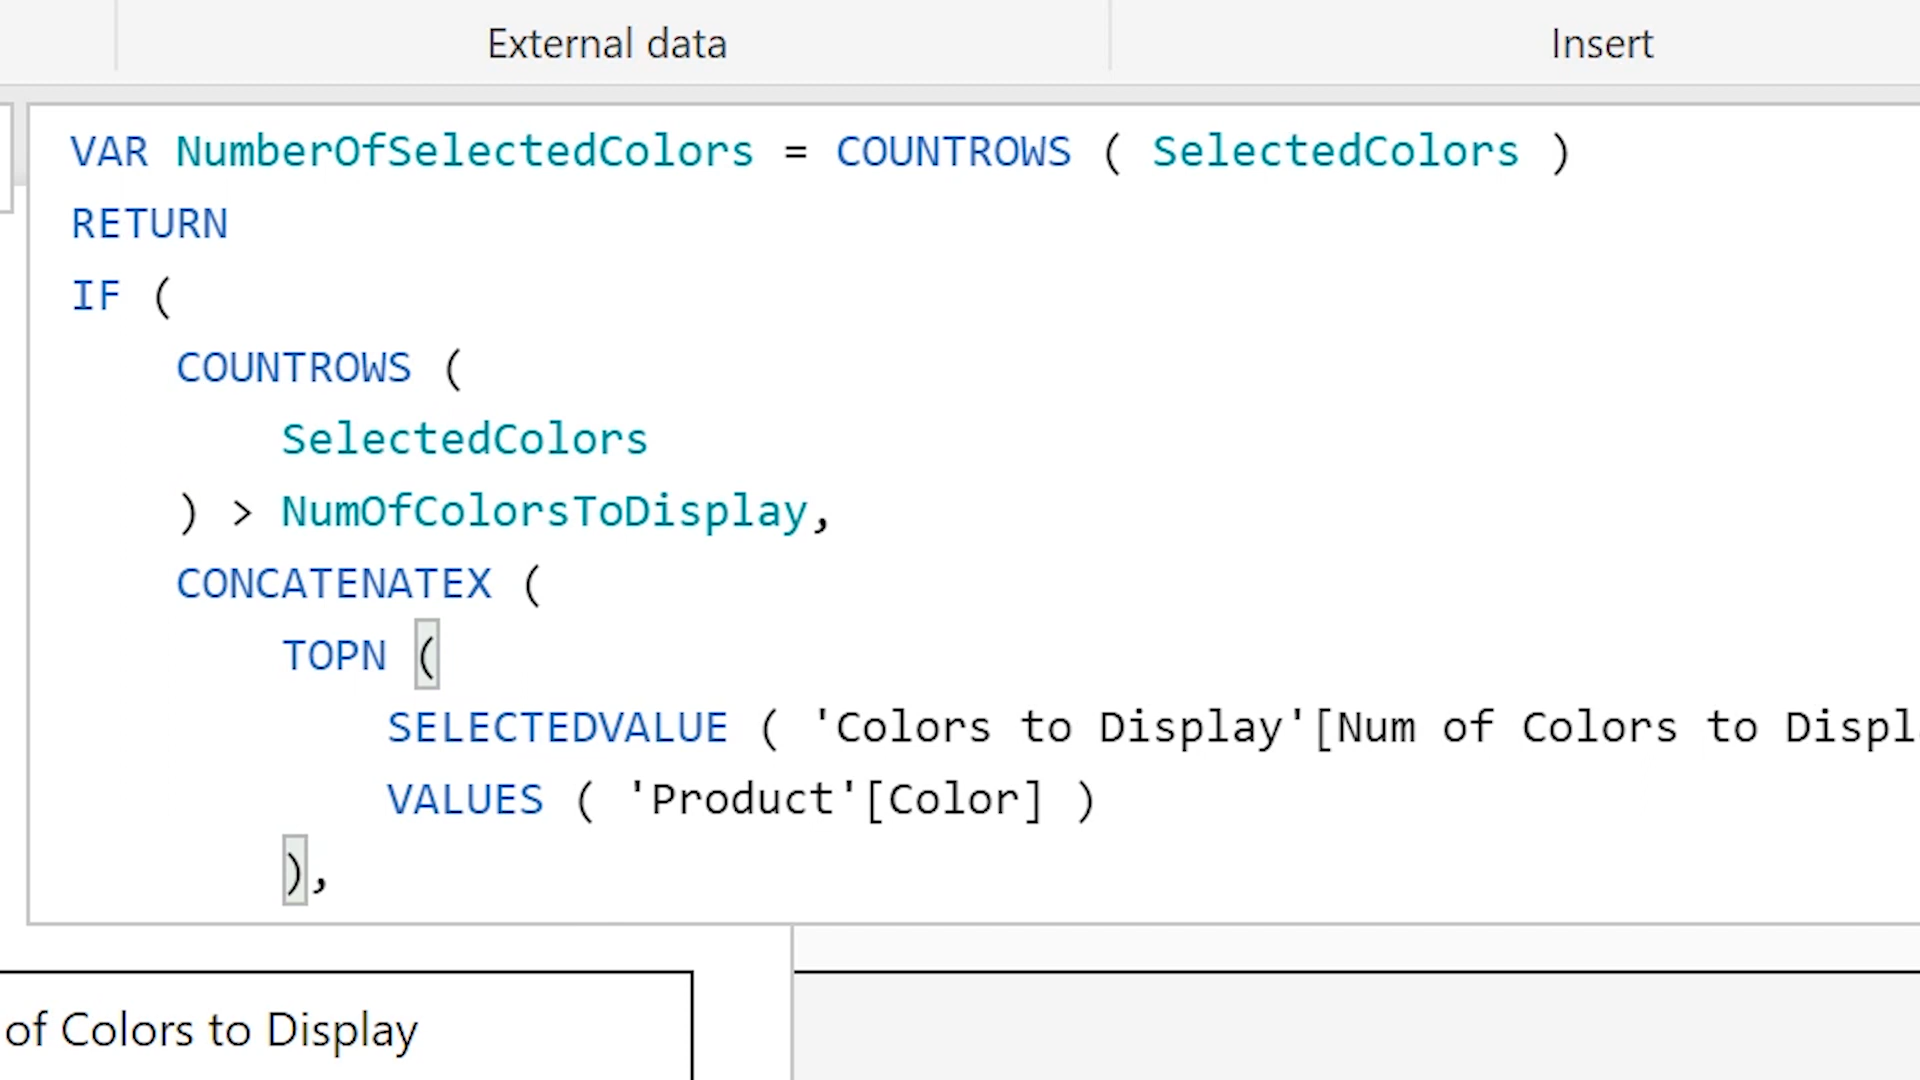 External data
Insert
VAR NumberOfSelectedColors = COUNTROWS ( SelectedColors )
RETURN
IF (
COUNTROWS (
SelectedColors
) > NumOfColorsToDisplay,
CONCATENATEX (
TOPN (
SELECTEDVALUE ( 'Colors to Display'[Num of Colors to Displ
VALUES ( 'Product'[Color] )
),
of Colors to Display